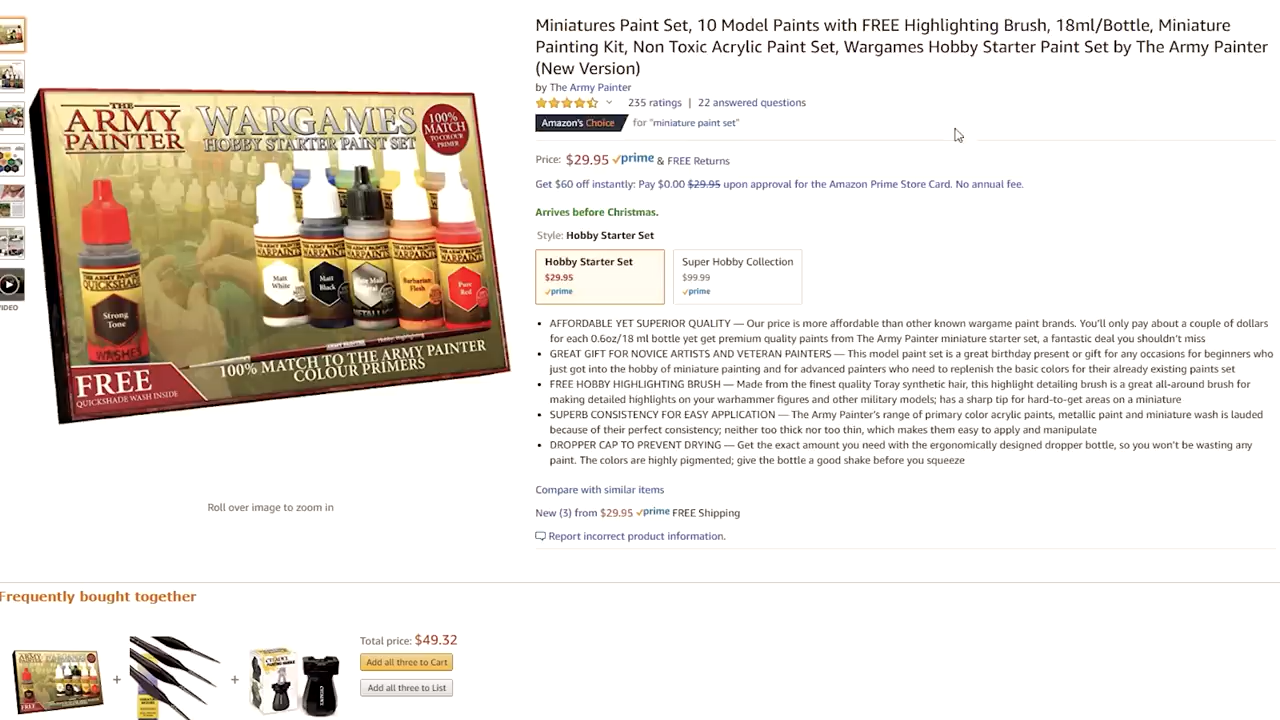 Miniatures Paint Set, 10 Model Paints with FREE Highlighting Brush, 18ml/Bottle, Miniature
Painting Kit, Non Toxic Acrylic Paint Set, Wargames Hobby Starter Paint Set by The Army Painter
(New Version)
by The Army Painter
235 ratings | 22 answered questions
Amazon's Choice for "miniature paint set"
Price: $29.95 prime & FREE Returns
Get $60 off instantly: Pay $0.00 $29.95 upon approval for the Amazon Prime Store Card. No annual fee.
Arrives before Christmas.
Style: Hobby Starter Set
Hobby Starter Set
$29.95
prime
Super Hobby Collection
$99.99
prime
• AFFORDABLE YET SUPERIOR QUALITY — Our price is more affordable than other known wargame paint brands. You'll only pay about a couple of dollars
for each 0.6oz/18 ml bottle yet get premium quality paints from The Army Painter miniature starter set, a fantastic deal you shouldn't miss
• GREAT GIFT FOR NOVICE ARTISTS AND VETERAN PAINTERS — This model paint set is a great birthday present or gift for any occasions for beginners who
just got into the hobby of miniature painting and for advanced painters who need to replenish the basic colors for their already existing paints set
• FREE HOBBY HIGHLIGHTING BRUSH — Made from the finest quality Toray synthetic hair, this highlight detailing brush is a great all-around brush for
making detailed highlights on your warhammer figures and other military models; has a sharp tip for hard-to-get areas on a miniature
• SUPERB CONSISTENCY FOR EASY APPLICATION — The Army Painter's range of primary color acrylic paints, metallic paint and miniature wash is lauded
because of their perfect consistency; neither too thick nor too thin, which makes them easy to apply and manipulate
• DROPPER CAP TO PREVENT DRYING — Get the exact amount you need with the ergonomically designed dropper bottle, so you won't be wasting any
paint. The colors are highly pigmented; give the bottle a good shake before you squeeze
Compare with similar items
New (3) from $29.95 prime FREE Shipping
Report incorrect product information.
THE
ARMY
PAINTER
WARGAMES
HOBBY STARTER PAINT SET
100%
MATCH
TO COLOUR
PRIMER
THE ARMY PAINTER
QUICKSHADE
Strong
Tone
WASHES
WARPAINTS
Matt
White
WARPAINTS
Matt
Black
WARPAINTS
METALLICS
WARPAINTS
Barbarian
Flesh
WARPAINTS
Pure
Red
100% MATCH TO THE ARMY PAINTER
COLOUR PRIMERS
FREE
QUICKSHADE WASH INSIDE
VIDEO
Roll over image to zoom in
Frequently bought together
Total price: $49.32
Add all three to Cart
Add all three to List